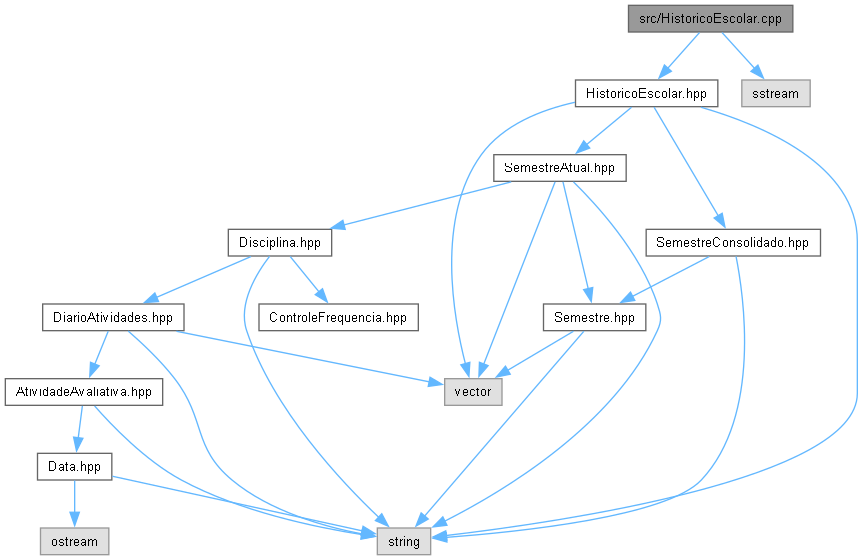 src/HistoricoEscolar.cpp
HistoricoEscolar.hpp
sstream
SemestreAtual.hpp
Disciplina.hpp
SemestreConsolidado.hpp
DiarioAtividades.hpp
ControleFrequencia.hpp
Semestre.hpp
AtividadeAvaliativa.hpp
vector
Data.hpp
ostream
string